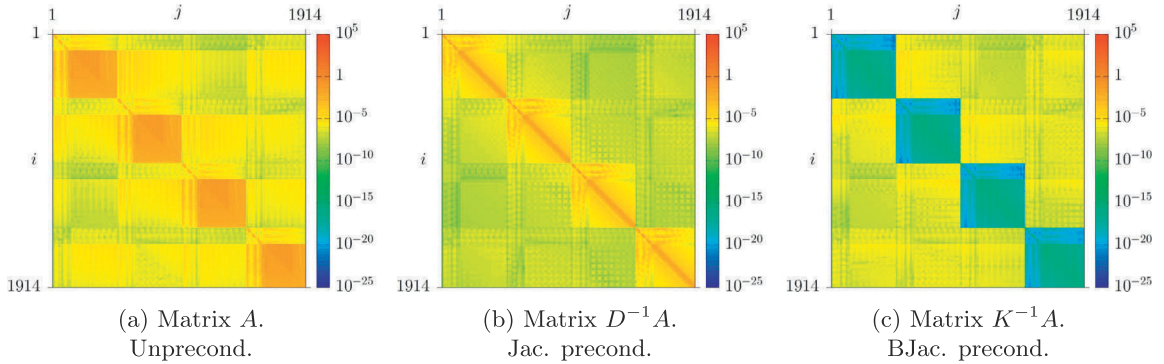 1 j 1914
1
i
1914
10^5
1
10^−5
10^−10
10^−15
10^−20
10^−25
(a) Matrix A.
Unprecond.
1 j 1914
1
i
1914
10^5
1
10^−5
10^−10
10^−15
10^−20
10^−25
(b) Matrix D^−1A.
Jac. precond.
1 j 1914
1
i
1914
10^5
1
10^−5
10^−10
10^−15
10^−20
10^−25
(c) Matrix K^−1A.
BJac. precond.